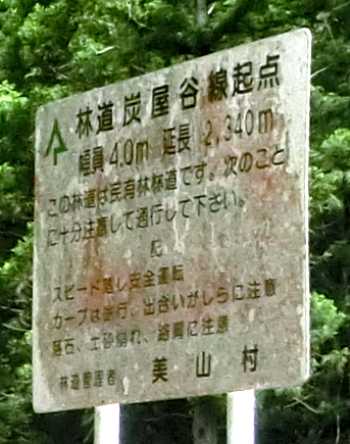 林道炭屋谷線起点
幅員4.0m 延長 2,340m
この林道は民有林林道です。次のこと
に十分注意して通行して下さい。
記
スピード落し安全運転
カーブは徐行、出合いがしらに注意
落石、土砂崩れ、路肩に注意
林道管理者 美山村